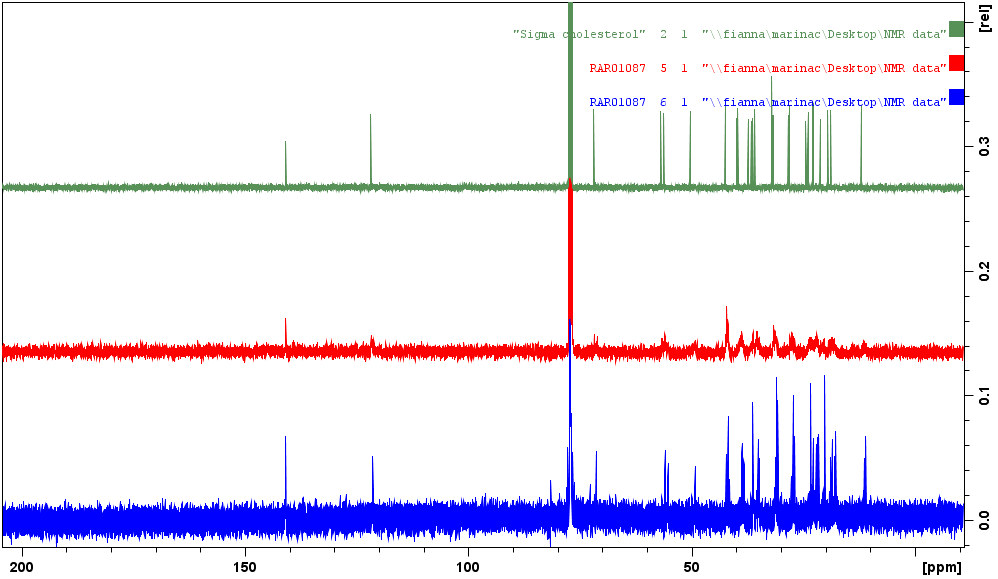 [rel]
"Sigma cholesterol" 2 1 "\\fianna\marinac\Desktop\NMR data"
RAR01087 5 1 "\\fianna\marinac\Desktop\NMR data"
RAR01087 6 1 "\\fianna\marinac\Desktop\NMR data"
0.3
0.2
0.1
0.0
200 150 100 50 [ppm]